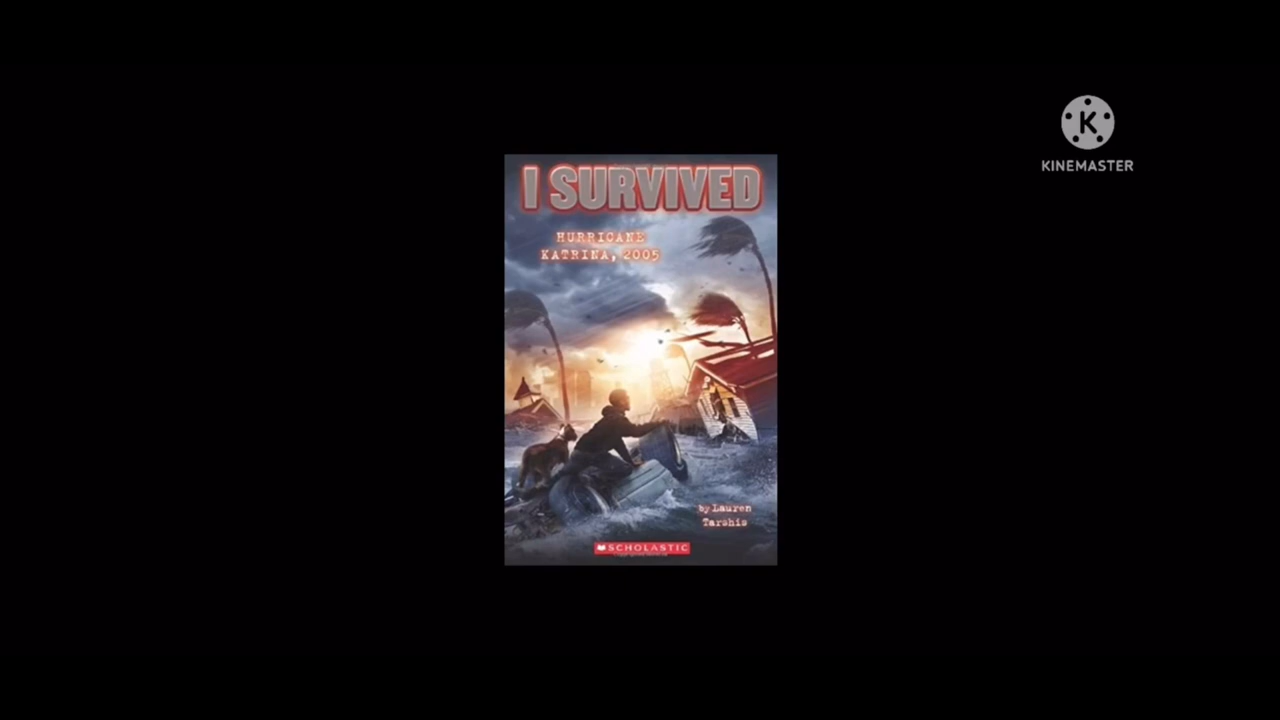 KINEMASTER
I SURVIVED
HURRICANE
KATRINA, 2005
by Lauren
Tarshis
SCHOLASTIC